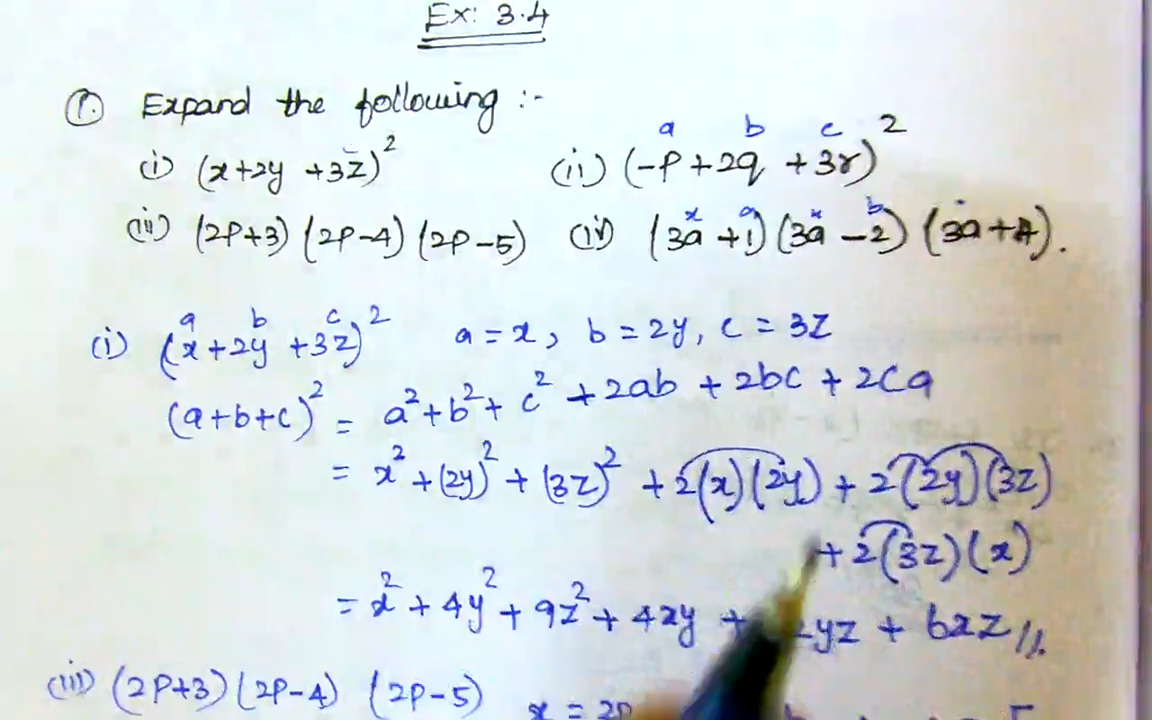 Ex: 3.4
1. Expand the following :-
(i) (x+2y+3z)² (ii) (-p+2q+3r)²
a b c
(iii) (2p+3)(2p-4)(2p-5) (iv) (3a+1)(3a-2)(3a+4).
x a x b
(i) (x+2y+3z)² a=x, b=2y, c=3z
a b c
(a+b+c)² = a²+b²+c²+2ab+2bc+2ca
= x²+(2y)²+(3z)²+2(x)(2y)+2(2y)(3z)
+2(3z)(x)
= x²+4y²+9z²+4xy+ yz+6xz//.
(iii) (2p+3)(2p-4)(2p-5) x=2p